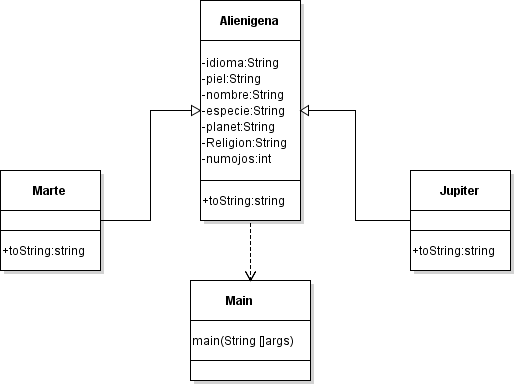 Alienigena
-idioma:String
-piel:String
-nombre:String
-especie:String
-planet:String
-Religion:String
-numojos:int
+toString:string
Marte
+toString:string
Jupiter
+toString:string
Main
main(String []args)